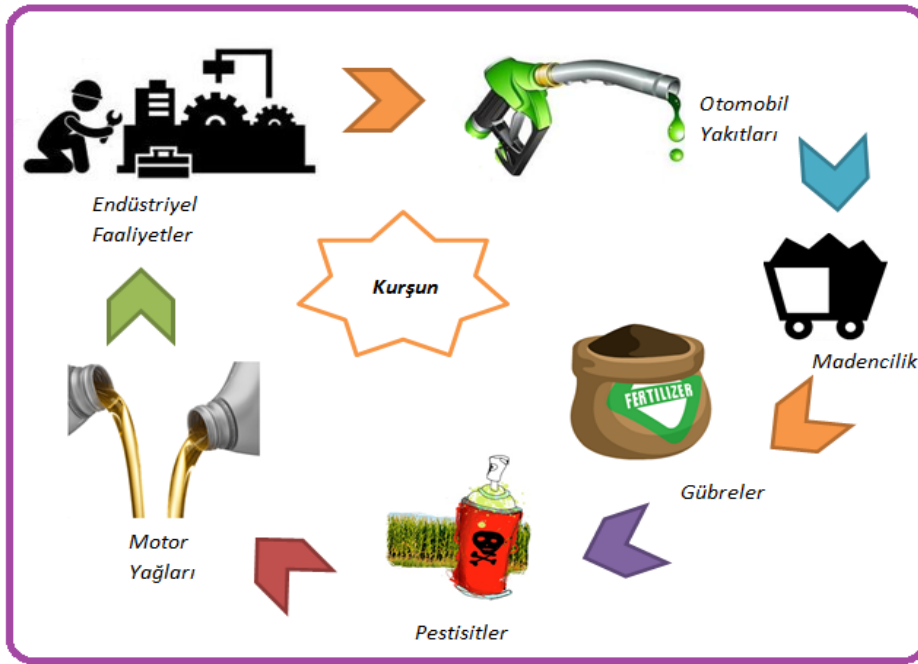 Endüstriyel
Faaliyetler
Otomobil
Yakıtları
Kurşun
Madencilik
FERTILIZER
Gübreler
Pestisitler
Motor
Yağları